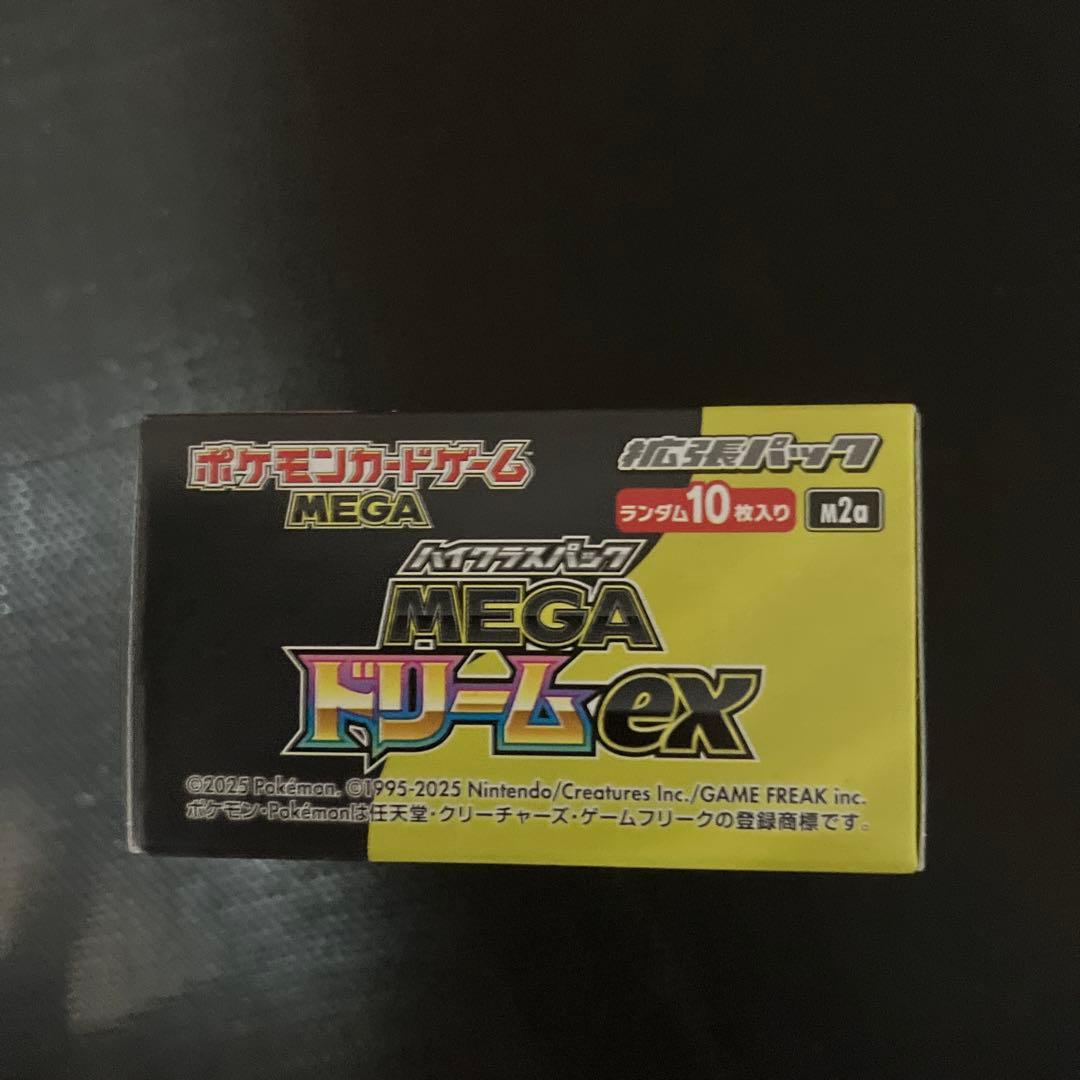 ポケモンカードゲーム
MEGA
拡張パック
ランダム10枚入り M2a
ハイクラスパック
MEGA
ドリームex
©2025 Pokémon. ©1995-2025 Nintendo/Creatures Inc./GAME FREAK inc.
ポケモン・Pokémonは任天堂・クリーチャーズ・ゲームフリークの登録商標です。